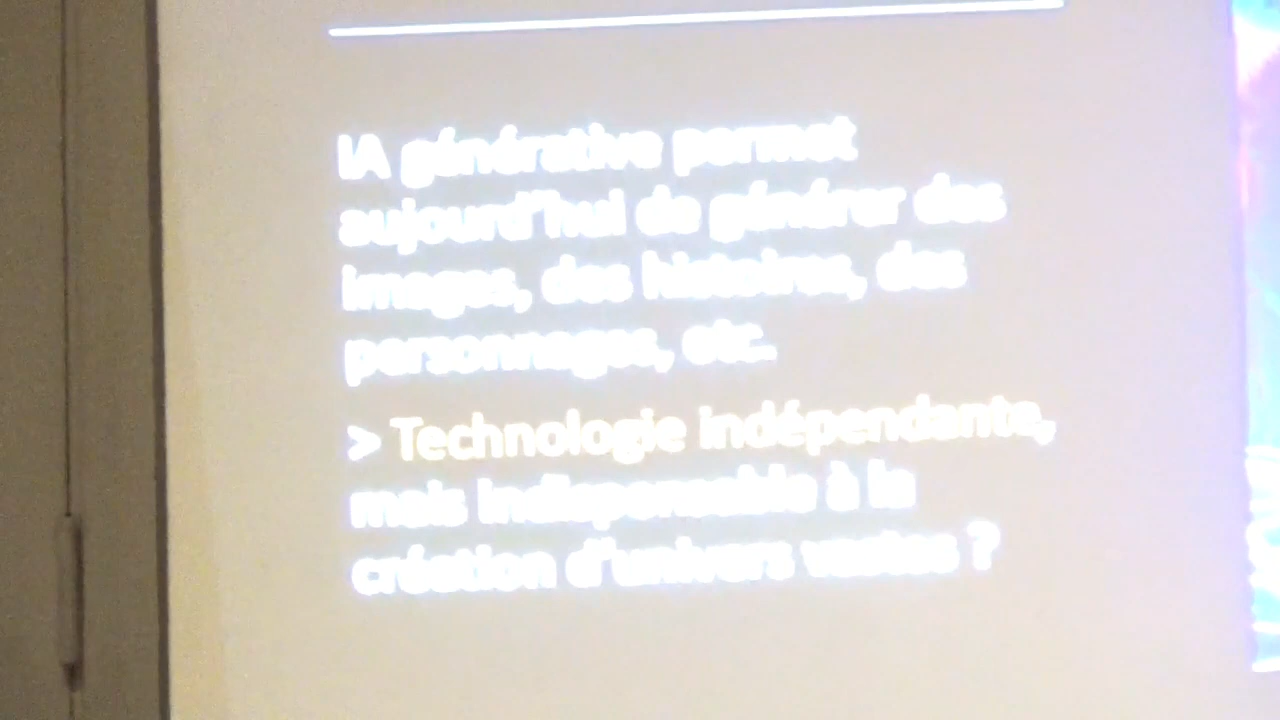 IA générative permet
aujourd'hui de générer des
images, des histoires, des
personnages, etc.
> Technologie indépendante,
mais indispensable à la
création d'univers vastes ?